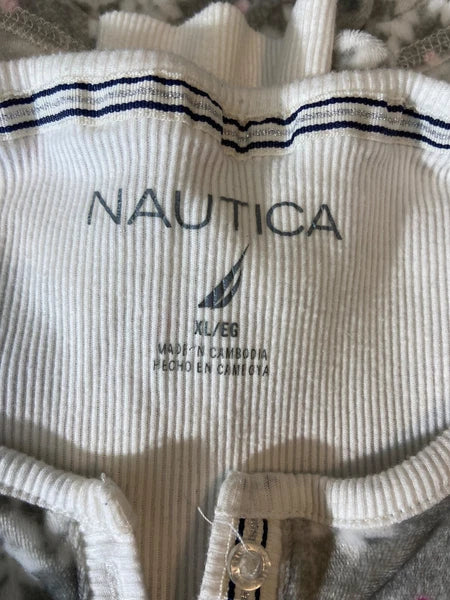 NAUTICA
XL/EG
MADE IN CAMBODIA
HECHO EN CAMBOYA